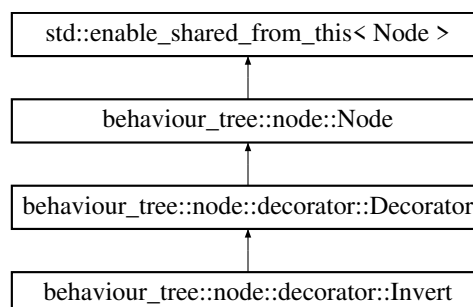 std::enable_shared_from_this< Node >
behaviour_tree::node::Node
behaviour_tree::node::decorator::Decorator
behaviour_tree::node::decorator::Invert